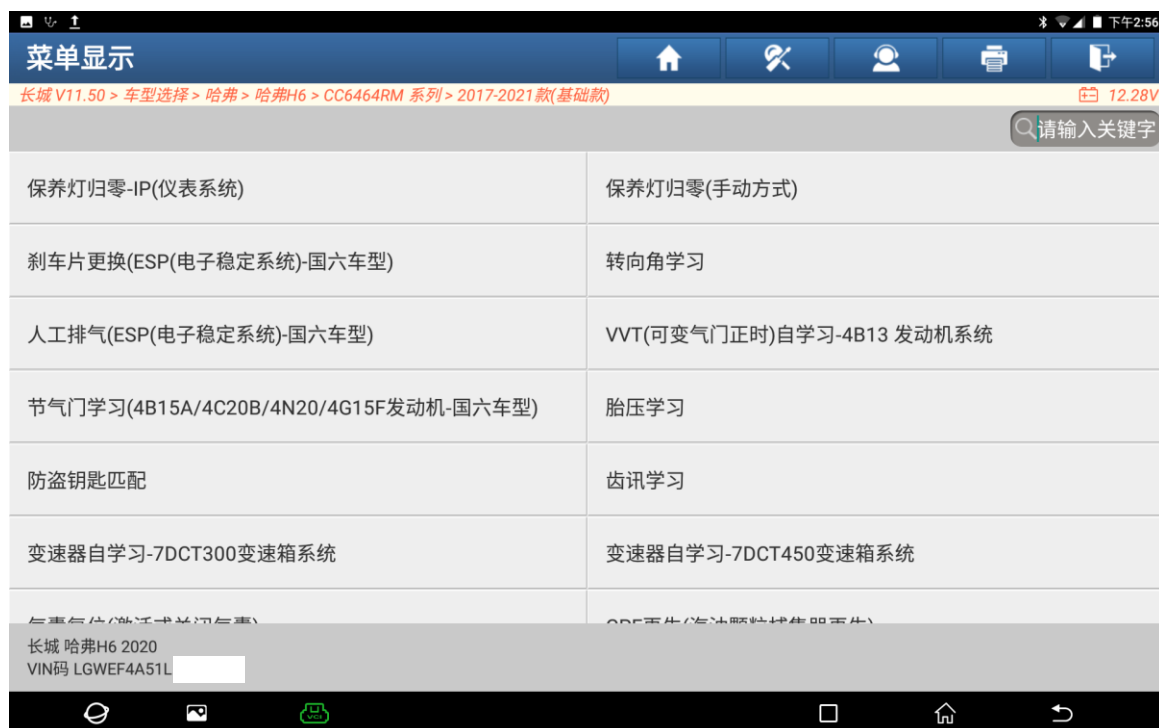 下午2:56
菜单显示
长城 V11.50 > 车型选择 > 哈弗 > 哈弗H6 > CC6464RM 系列 > 2017-2021款(基础款)
12.28V
请输入关键字
保养灯归零-IP(仪表系统)
保养灯归零(手动方式)
刹车片更换(ESP(电子稳定系统)-国六车型)
转向角学习
人工排气(ESP(电子稳定系统)-国六车型)
VVT(可变气门正时)自学习-4B13 发动机系统
节气门学习(4B15A/4C20B/4N20/4G15F发动机-国六车型)
胎压学习
防盗钥匙匹配
齿讯学习
变速器自学习-7DCT300变速箱系统
变速器自学习-7DCT450变速箱系统
长城 哈弗H6 2020
VIN码 LGWEF4A51L
VCI